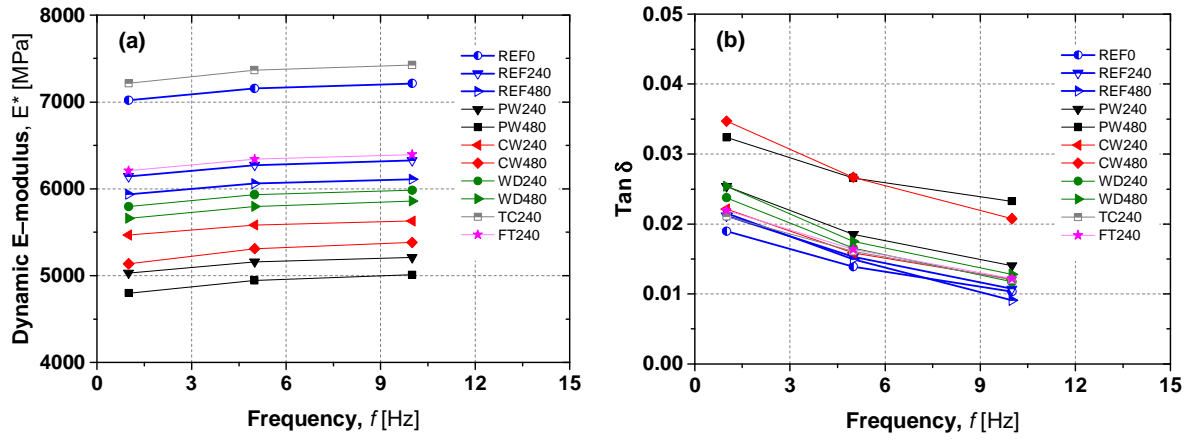 (a)
Dynamic E–modulus, E* [MPa]
8000
7000
6000
5000
4000
0 3 6 9 12 15
Frequency, f [Hz]
REF0
REF240
REF480
PW240
PW480
CW240
CW480
WD240
WD480
TC240
FT240
(b)
Tan δ
0.05
0.04
0.03
0.02
0.01
0.00
0 3 6 9 12 15
Frequency, f [Hz]
REF0
REF240
REF480
PW240
PW480
CW240
CW480
WD240
WD480
TC240
FT240